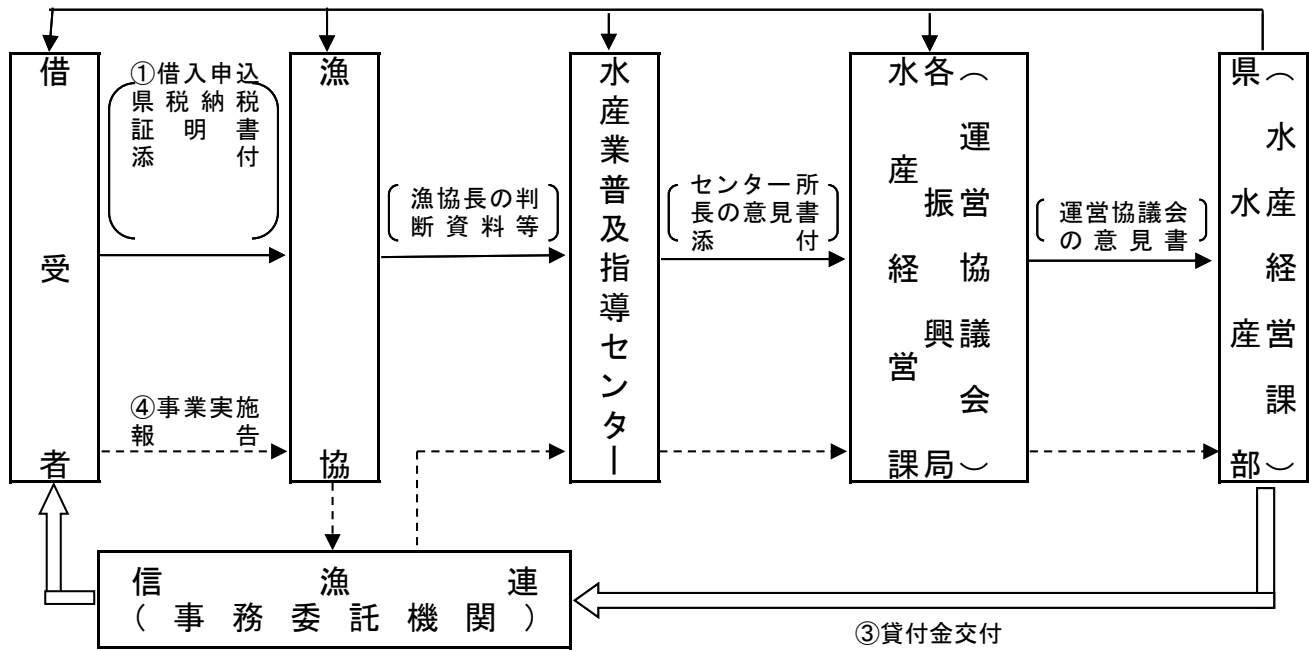 借受者
①借入申込
県税納税
証明書
添付
漁協
漁協長の判
断資料等
水産業普及指導センター
センター所
長の意見書
添付
（運営協議会）
各振興局
水産経営課
運営協議会
の意見書
（水産経営課）
県水産部
④事業実施
報告
信漁連
（事務委託機関）
③貸付金交付